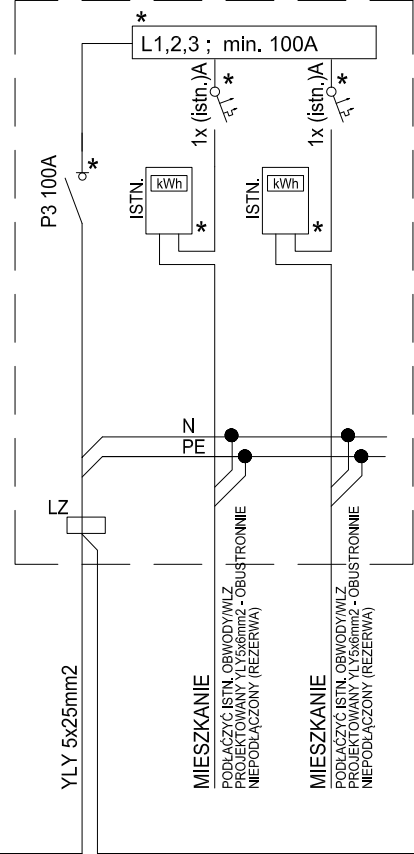 *
L1,2,3 ; min. 100A
1x (istn.)A
*
1x (istn.)A
*
P3 100A
*
ISTN.
kWh
*
ISTN.
kWh
*
N
PE
LZ
YLY 5x25mm2
MIESZKANIE
PODŁĄCZYĆ ISTN. OBWODY/WLZ
PROJEKTOWANY YLY5x6mm2 - OBUSTRONNIE
NIEPODŁĄCZONY (REZERWA)
MIESZKANIE
PODŁĄCZYĆ ISTN. OBWODY/WLZ
PROJEKTOWANY YLY5x6mm2 - OBUSTRONNIE
NIEPODŁĄCZONY (REZERWA)